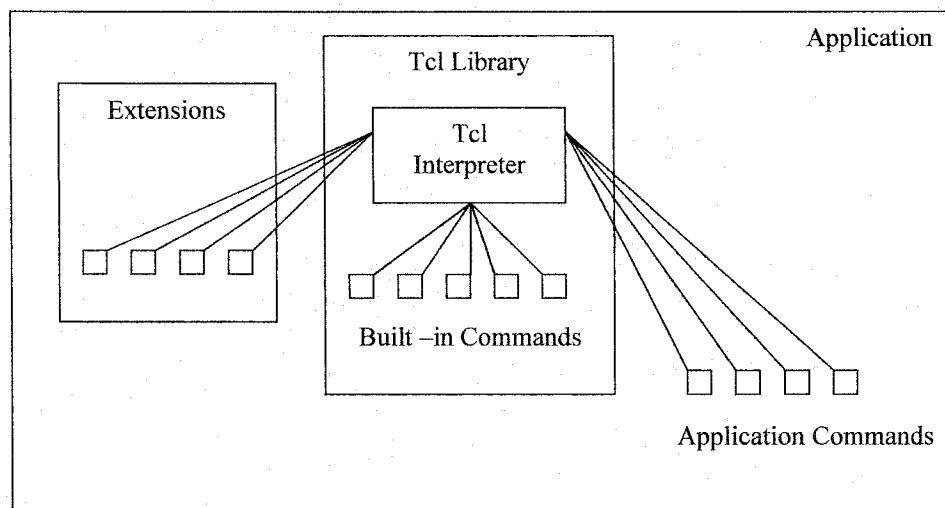 Application
Tcl Library
Extensions
Tcl
Interpreter
Built –in Commands
Application Commands